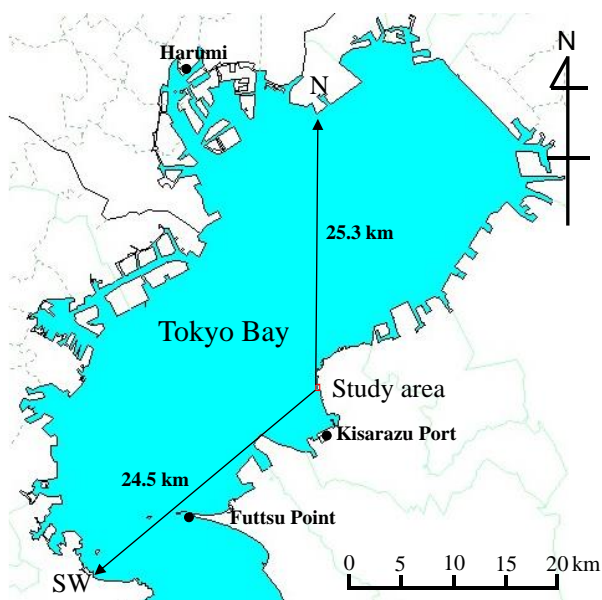 Harumi
N
N
25.3 km
Tokyo Bay
Study area
Kisarazu Port
24.5 km
Futtsu Point
SW
0 5 10 15 20 km